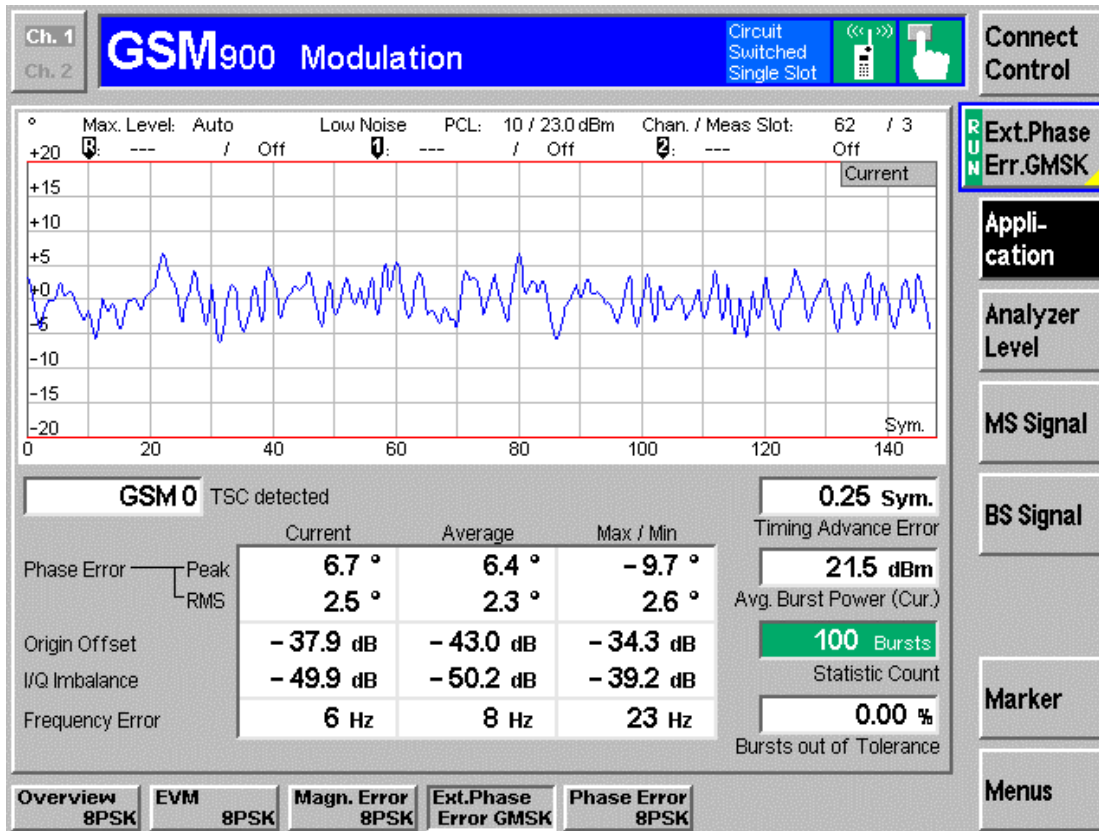 Ch. 1
Ch. 2
GSM900 Modulation
Circuit
Switched
Single Slot
Connect
Control
° Max. Level: Auto Low Noise PCL: 10 / 23.0 dBm Chan. / Meas Slot: 62 / 3
R: --- / Off 1: --- / Off 2: --- Off
Current
+20
+15
+10
+5
+0
-5
-10
-15
-20
Sym.
0 20 40 60 80 100 120 140
RUN
Ext.Phase
Err.GMSK
Appli-
cation
Analyzer
Level
MS Signal
BS Signal
Marker
Menus
GSM 0 TSC detected
Current Average Max / Min
Phase Error Peak 6.7 ° 6.4 ° – 9.7 °
RMS 2.5 ° 2.3 ° 2.6 °
Origin Offset – 37.9 dB – 43.0 dB – 34.3 dB
I/Q Imbalance – 49.9 dB – 50.2 dB – 39.2 dB
Frequency Error 6 Hz 8 Hz 23 Hz
0.25 Sym.
Timing Advance Error
21.5 dBm
Avg. Burst Power (Cur.)
100 Bursts
Statistic Count
0.00 %
Bursts out of Tolerance
Overview
8PSK
EVM
8PSK
Magn. Error
8PSK
Ext.Phase
Error GMSK
Phase Error
8PSK